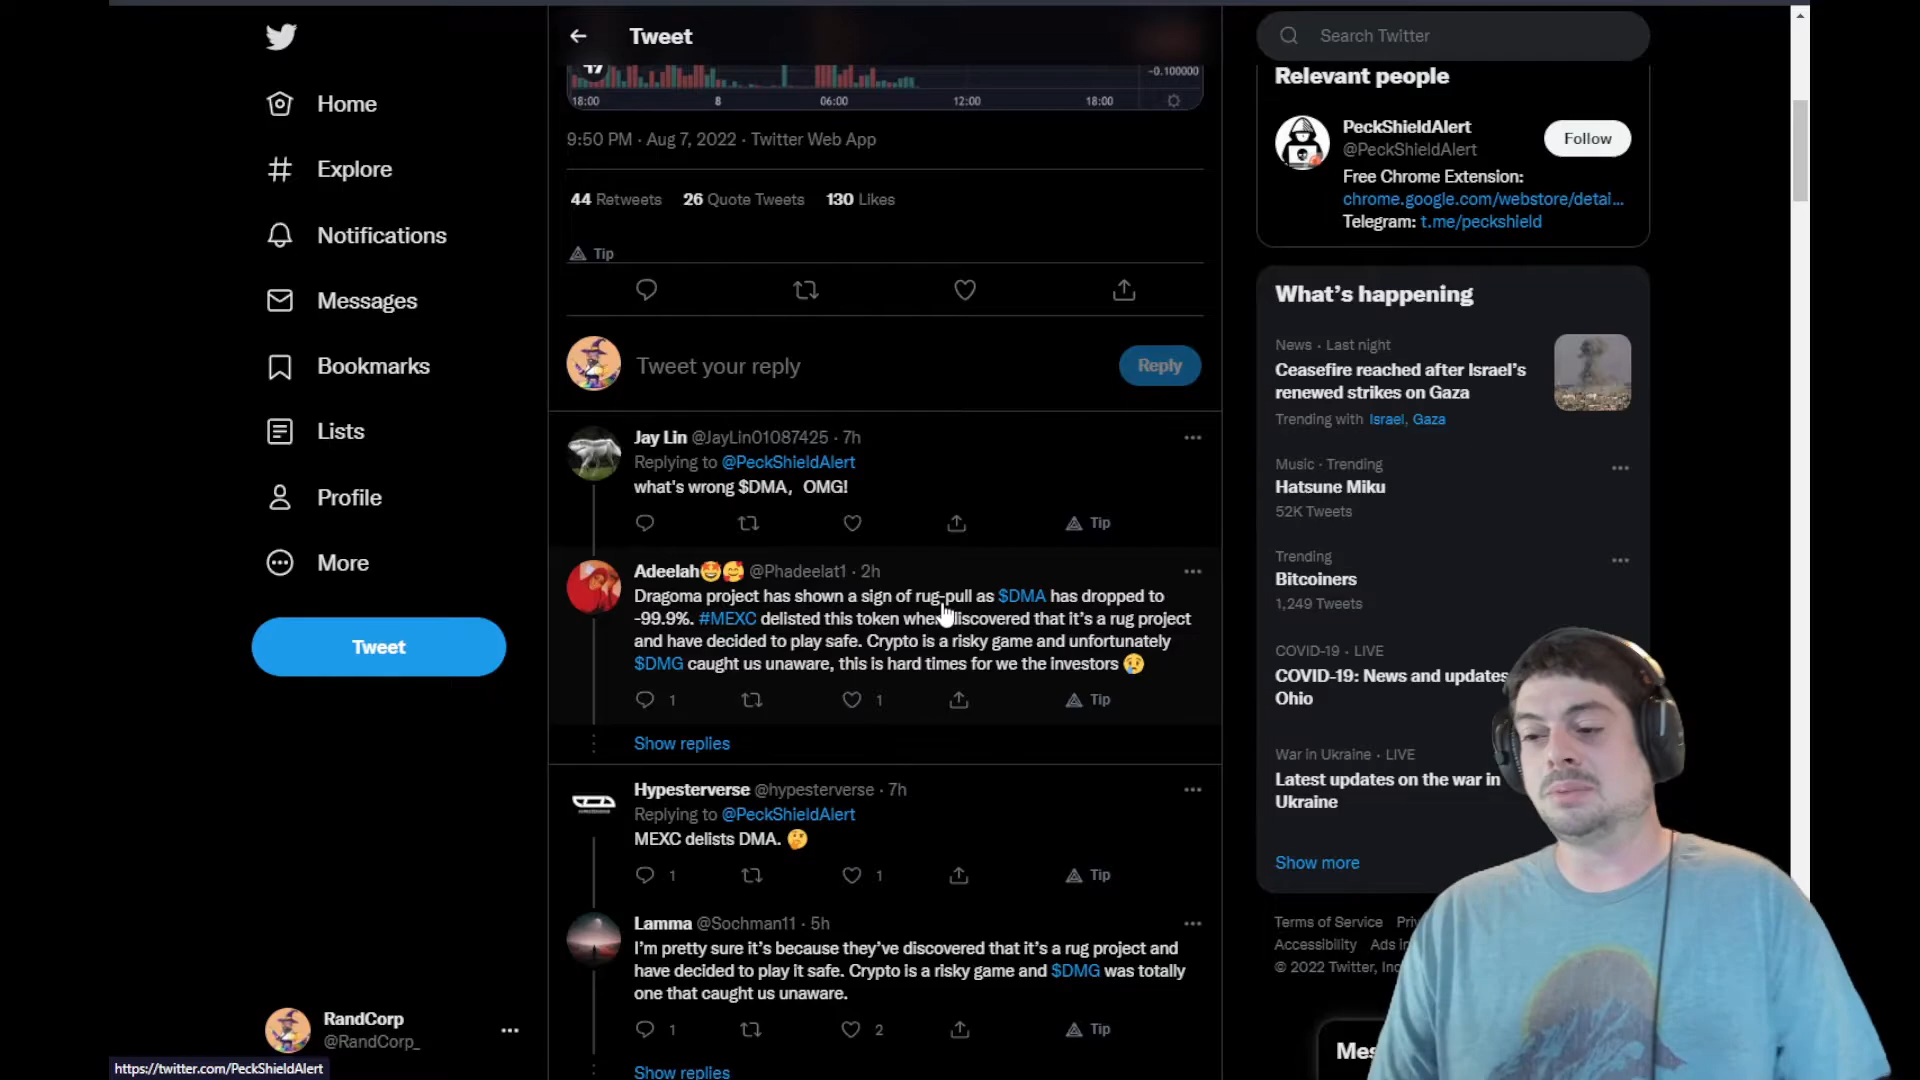 Home
Explore
Notifications
Messages
Bookmarks
Lists
Profile
More
Tweet
RandCorp
@RandCorp_
https://twitter.com/PeckShieldAlert
Tweet
17
-0.100000
18:00 8 06:00 12:00 18:00
9:50 PM · Aug 7, 2022 · Twitter Web App
44 Retweets 26 Quote Tweets 130 Likes
Tip
Tweet your reply
Reply
Jay Lin @JayLin01087425 · 7h
Replying to @PeckShieldAlert
what's wrong $DMA, OMG!
Tip
Adeelah🤩🥰 @Phadeelat1 · 2h
Dragoma project has shown a sign of rug-pull as $DMA has dropped to
-99.9%. #MEXC delisted this token when discovered that it's a rug project
and have decided to play safe. Crypto is a risky game and unfortunately
$DMG caught us unaware, this is hard times for we the investors 😢
1 1 Tip
Show replies
Hypesterverse @hypesterverse · 7h
Replying to @PeckShieldAlert
MEXC delists DMA. 🤔
1 1 Tip
Lamma @Sochman11 · 5h
I'm pretty sure it's because they've discovered that it's a rug project and
have decided to play it safe. Crypto is a risky game and $DMG was totally
one that caught us unaware.
1 2 Tip
Show replies
Search Twitter
Relevant people
PeckShieldAlert
@PeckShieldAlert
Follow
Free Chrome Extension:
chrome.google.com/webstore/detai...
Telegram: t.me/peckshield
What's happening
News · Last night
Ceasefire reached after Israel's
renewed strikes on Gaza
Trending with Israel, Gaza
Music · Trending
Hatsune Miku
52K Tweets
Trending
Bitcoiners
1,249 Tweets
COVID-19 · LIVE
COVID-19: News and updates
Ohio
War in Ukraine · LIVE
Latest updates on the war in
Ukraine
Show more
Terms of Service
Accessibility Ads
© 2022 Twitter,